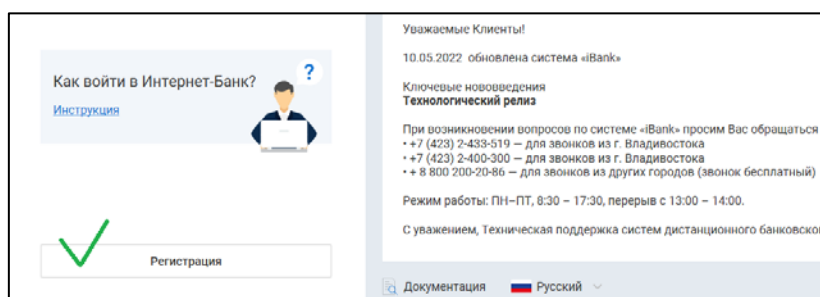 Как войти в Интернет-Банк?
Инструкция
?
Регистрация
Уважаемые Клиенты!
10.05.2022 обновлена система «iBank»
Ключевые нововведения
Технологический релиз
При возникновении вопросов по системе «iBank» просим Вас обращаться
• +7 (423) 2-433-519 — для звонков из г. Владивостока
• +7 (423) 2-400-300 — для звонков из г. Владивостока
• + 8 800 200-20-86 — для звонков из других городов (звонок бесплатный)
Режим работы: ПН–ПТ, 8:30 – 17:30, перерыв с 13:00 – 14:00.
С уважением, Техническая поддержка систем дистанционного
Документация
Русский